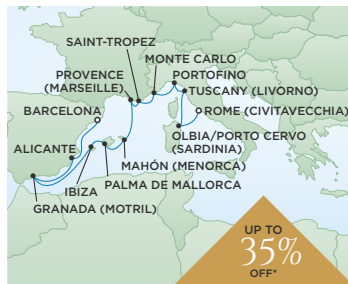 SAINT-TROPEZ
MONTE CARLO
PROVENCE
(MARSEILLE)
PORTOFINO
TUSCANY (LIVORNO)
BARCELONA
ROME (CIVITAVECCHIA)
OLBIA/PORTO CERVO
(SARDINIA)
ALICANTE
MAHÓN (MENORCA)
IBIZA
PALMA DE MALLORCA
GRANADA (MOTRIL)
UP TO
35%
OFF*